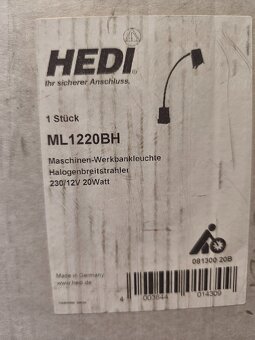 HEDI®
Ihr sicherer Anschluss.
1 Stück
ML1220BH
Maschinen-Werkbankleuchte
Halogenbreitstrahler
230/12V 20Watt
081300 20B
Made in Germany
www.hedi.de
4 003644 014309